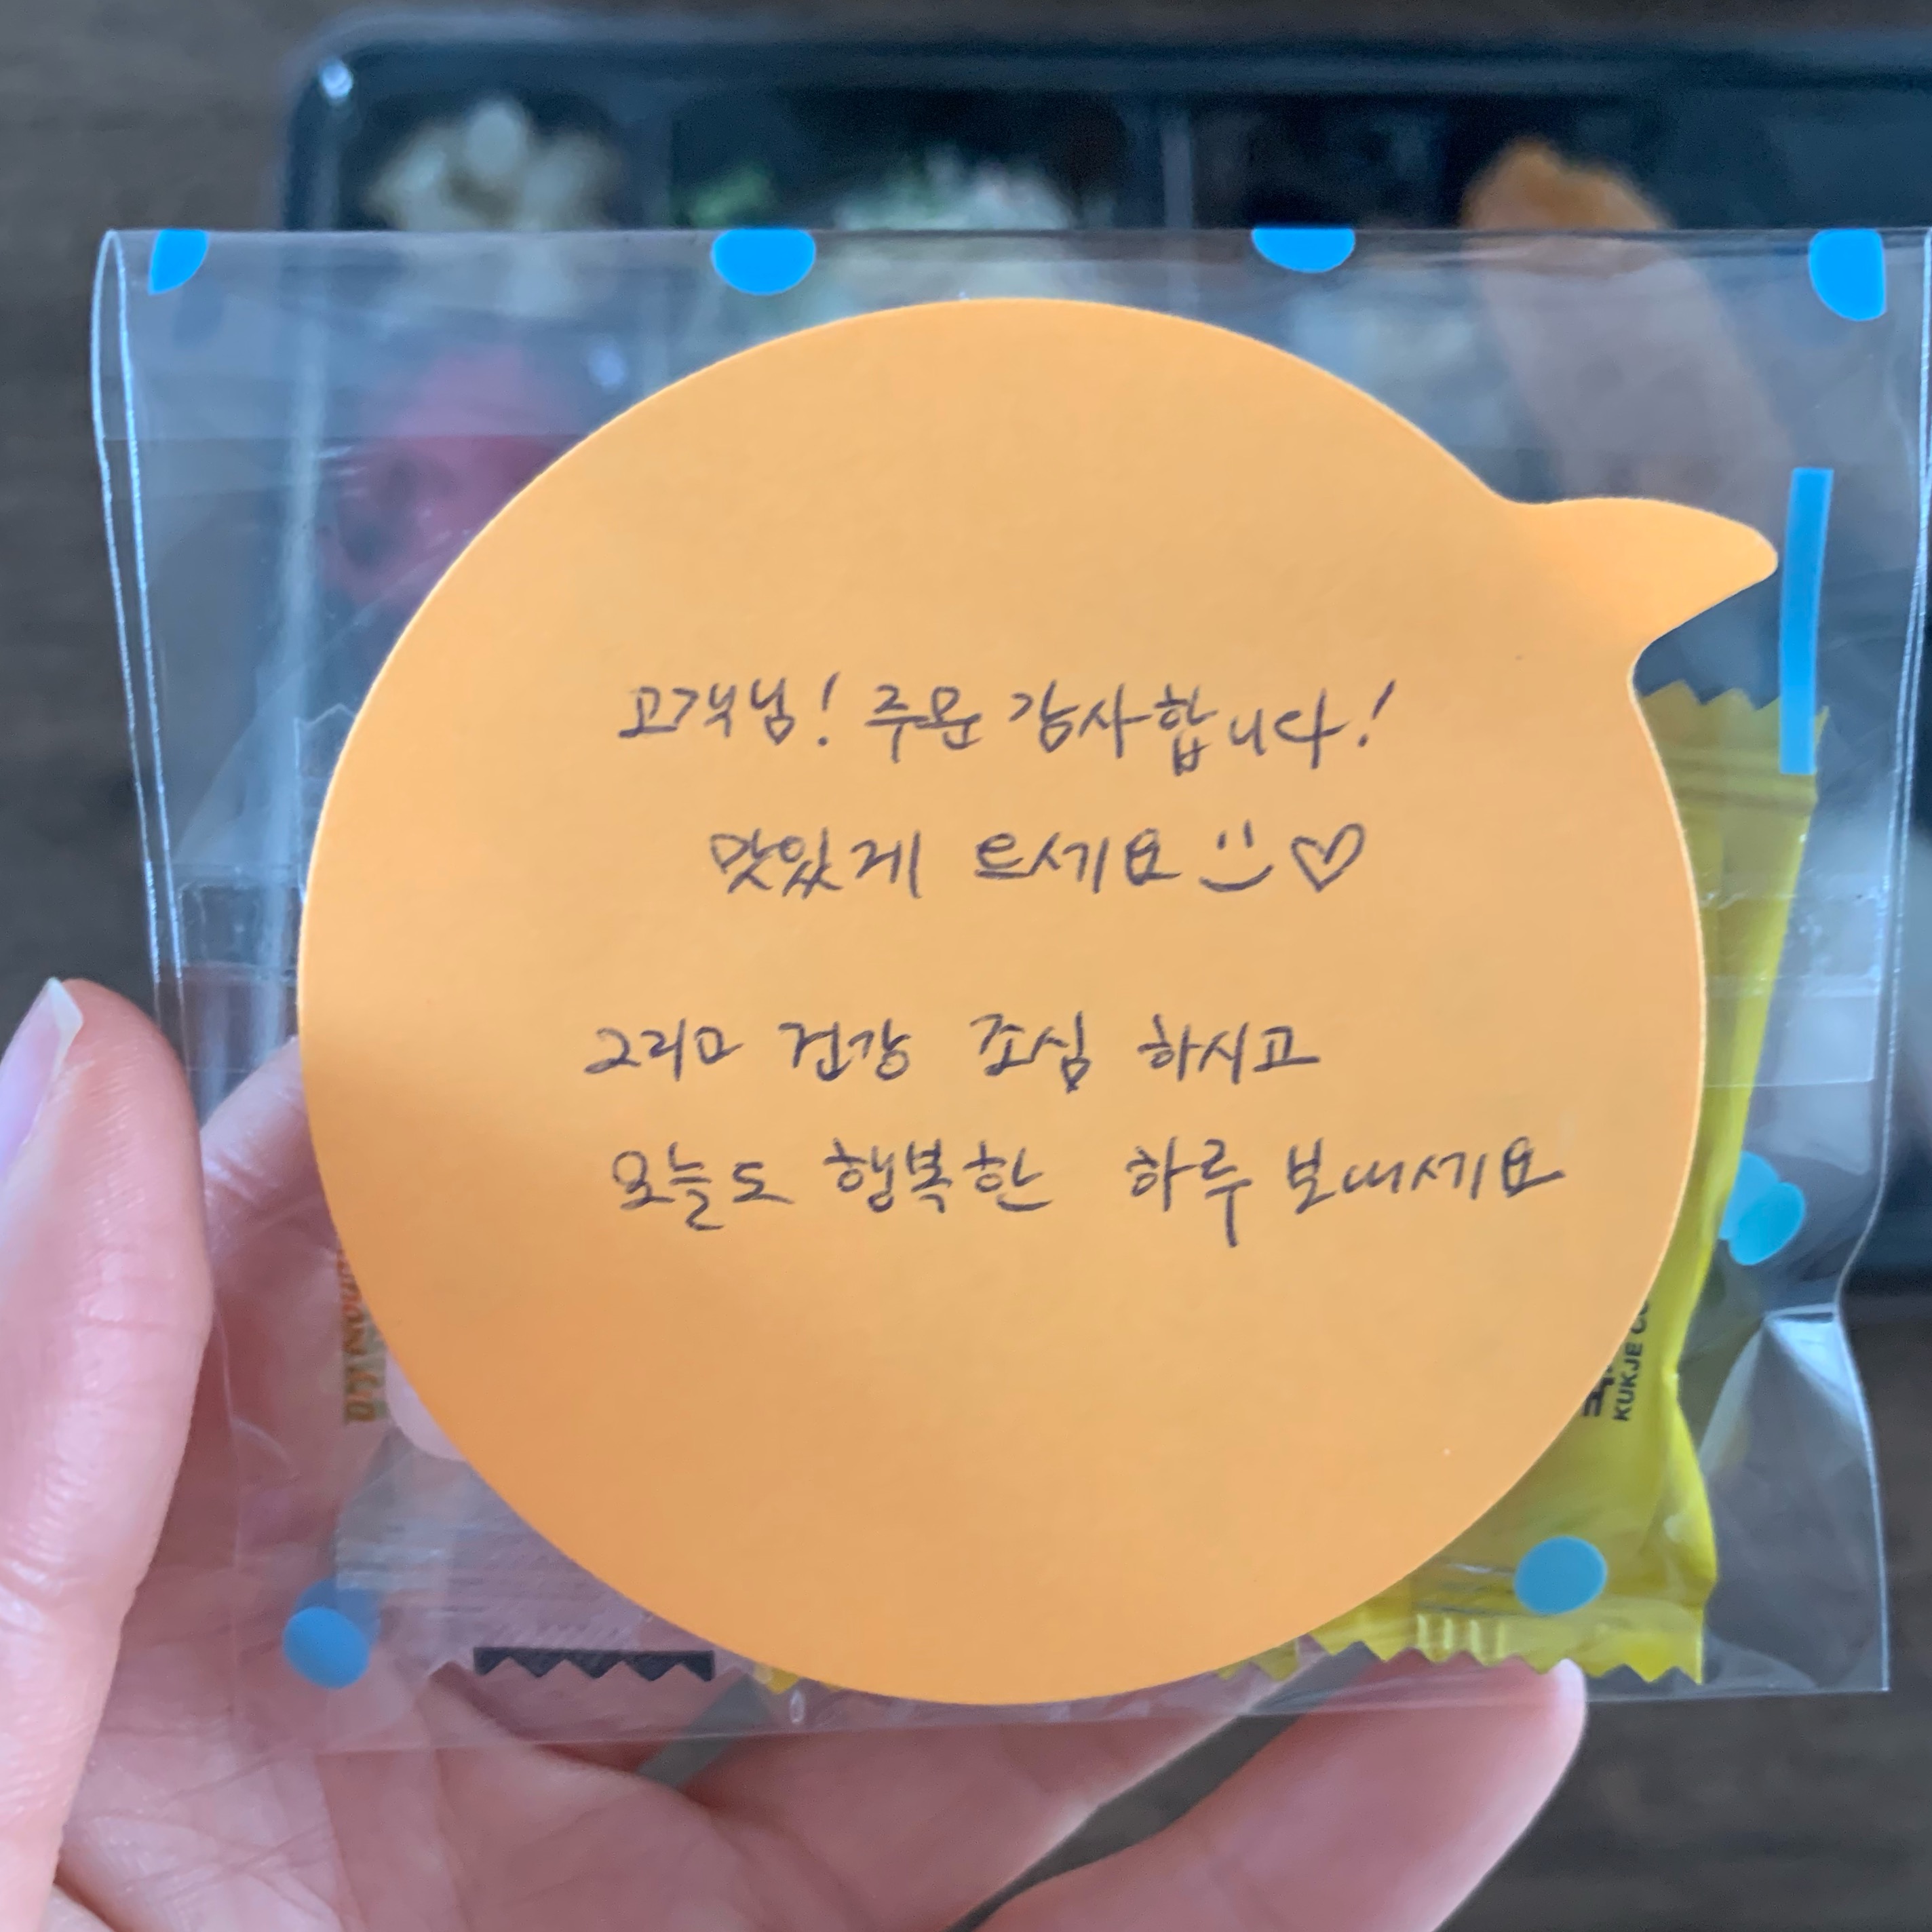 고객님! 주문 감사합니다!
맛있게 드세요 ♡
그리고 건강 조심 하시고
오늘도 행복한 하루 보내세요
KUKJE